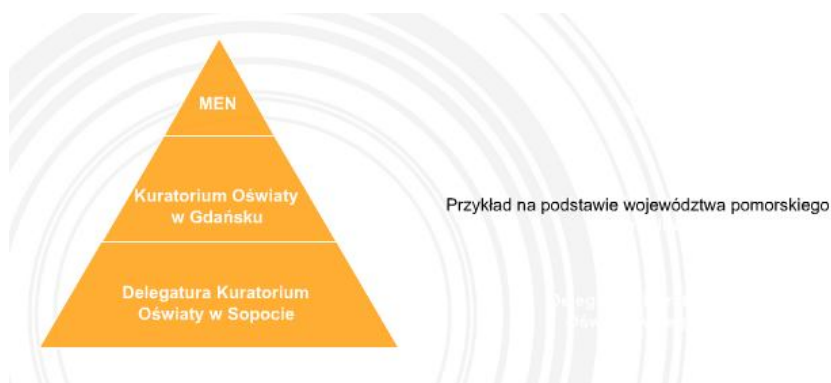 MEN
Kuratorium Oświaty
w Gdańsku
Przykład na podstawie województwa pomorskiego
Delegatura Kuratorium
Oświaty w Sopocie